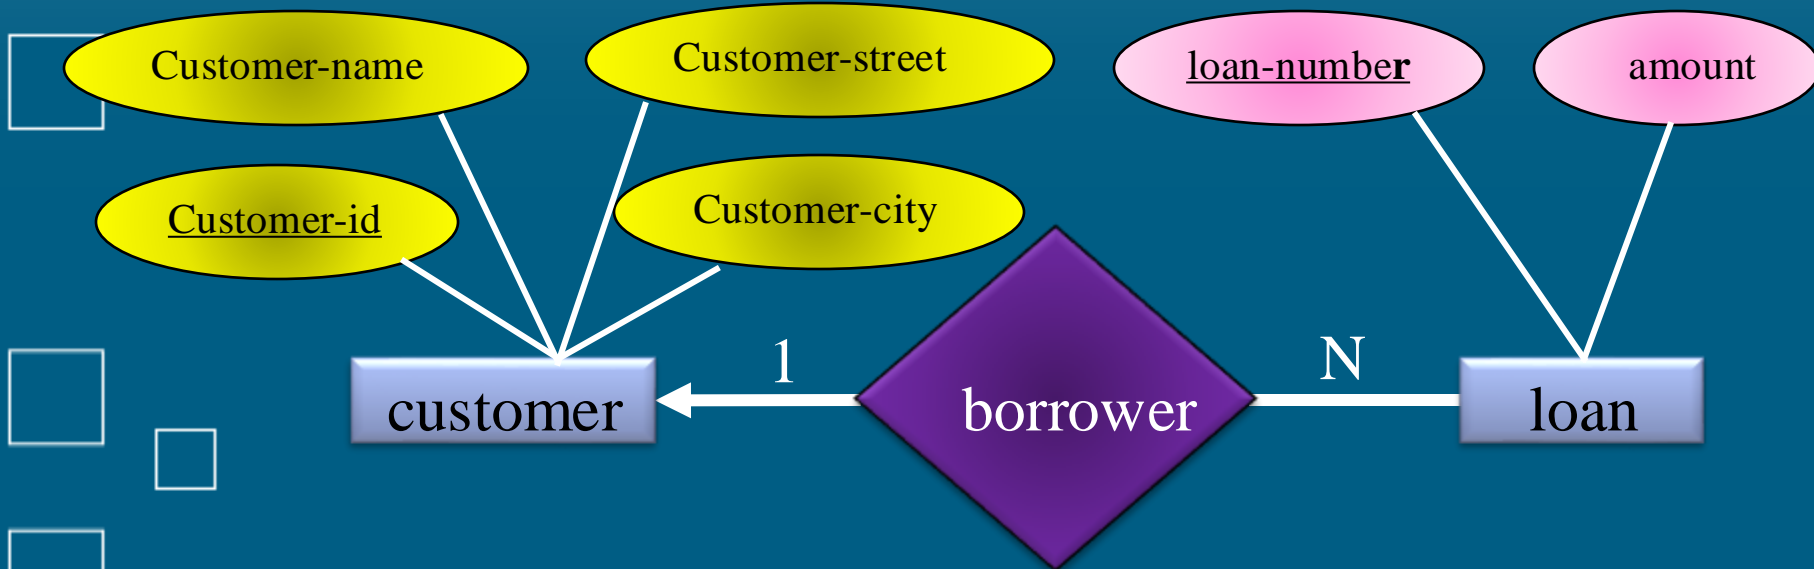 Customer-name
Customer-street
loan-number
amount
Customer-id
Customer-city
1
N
customer
borrower
loan